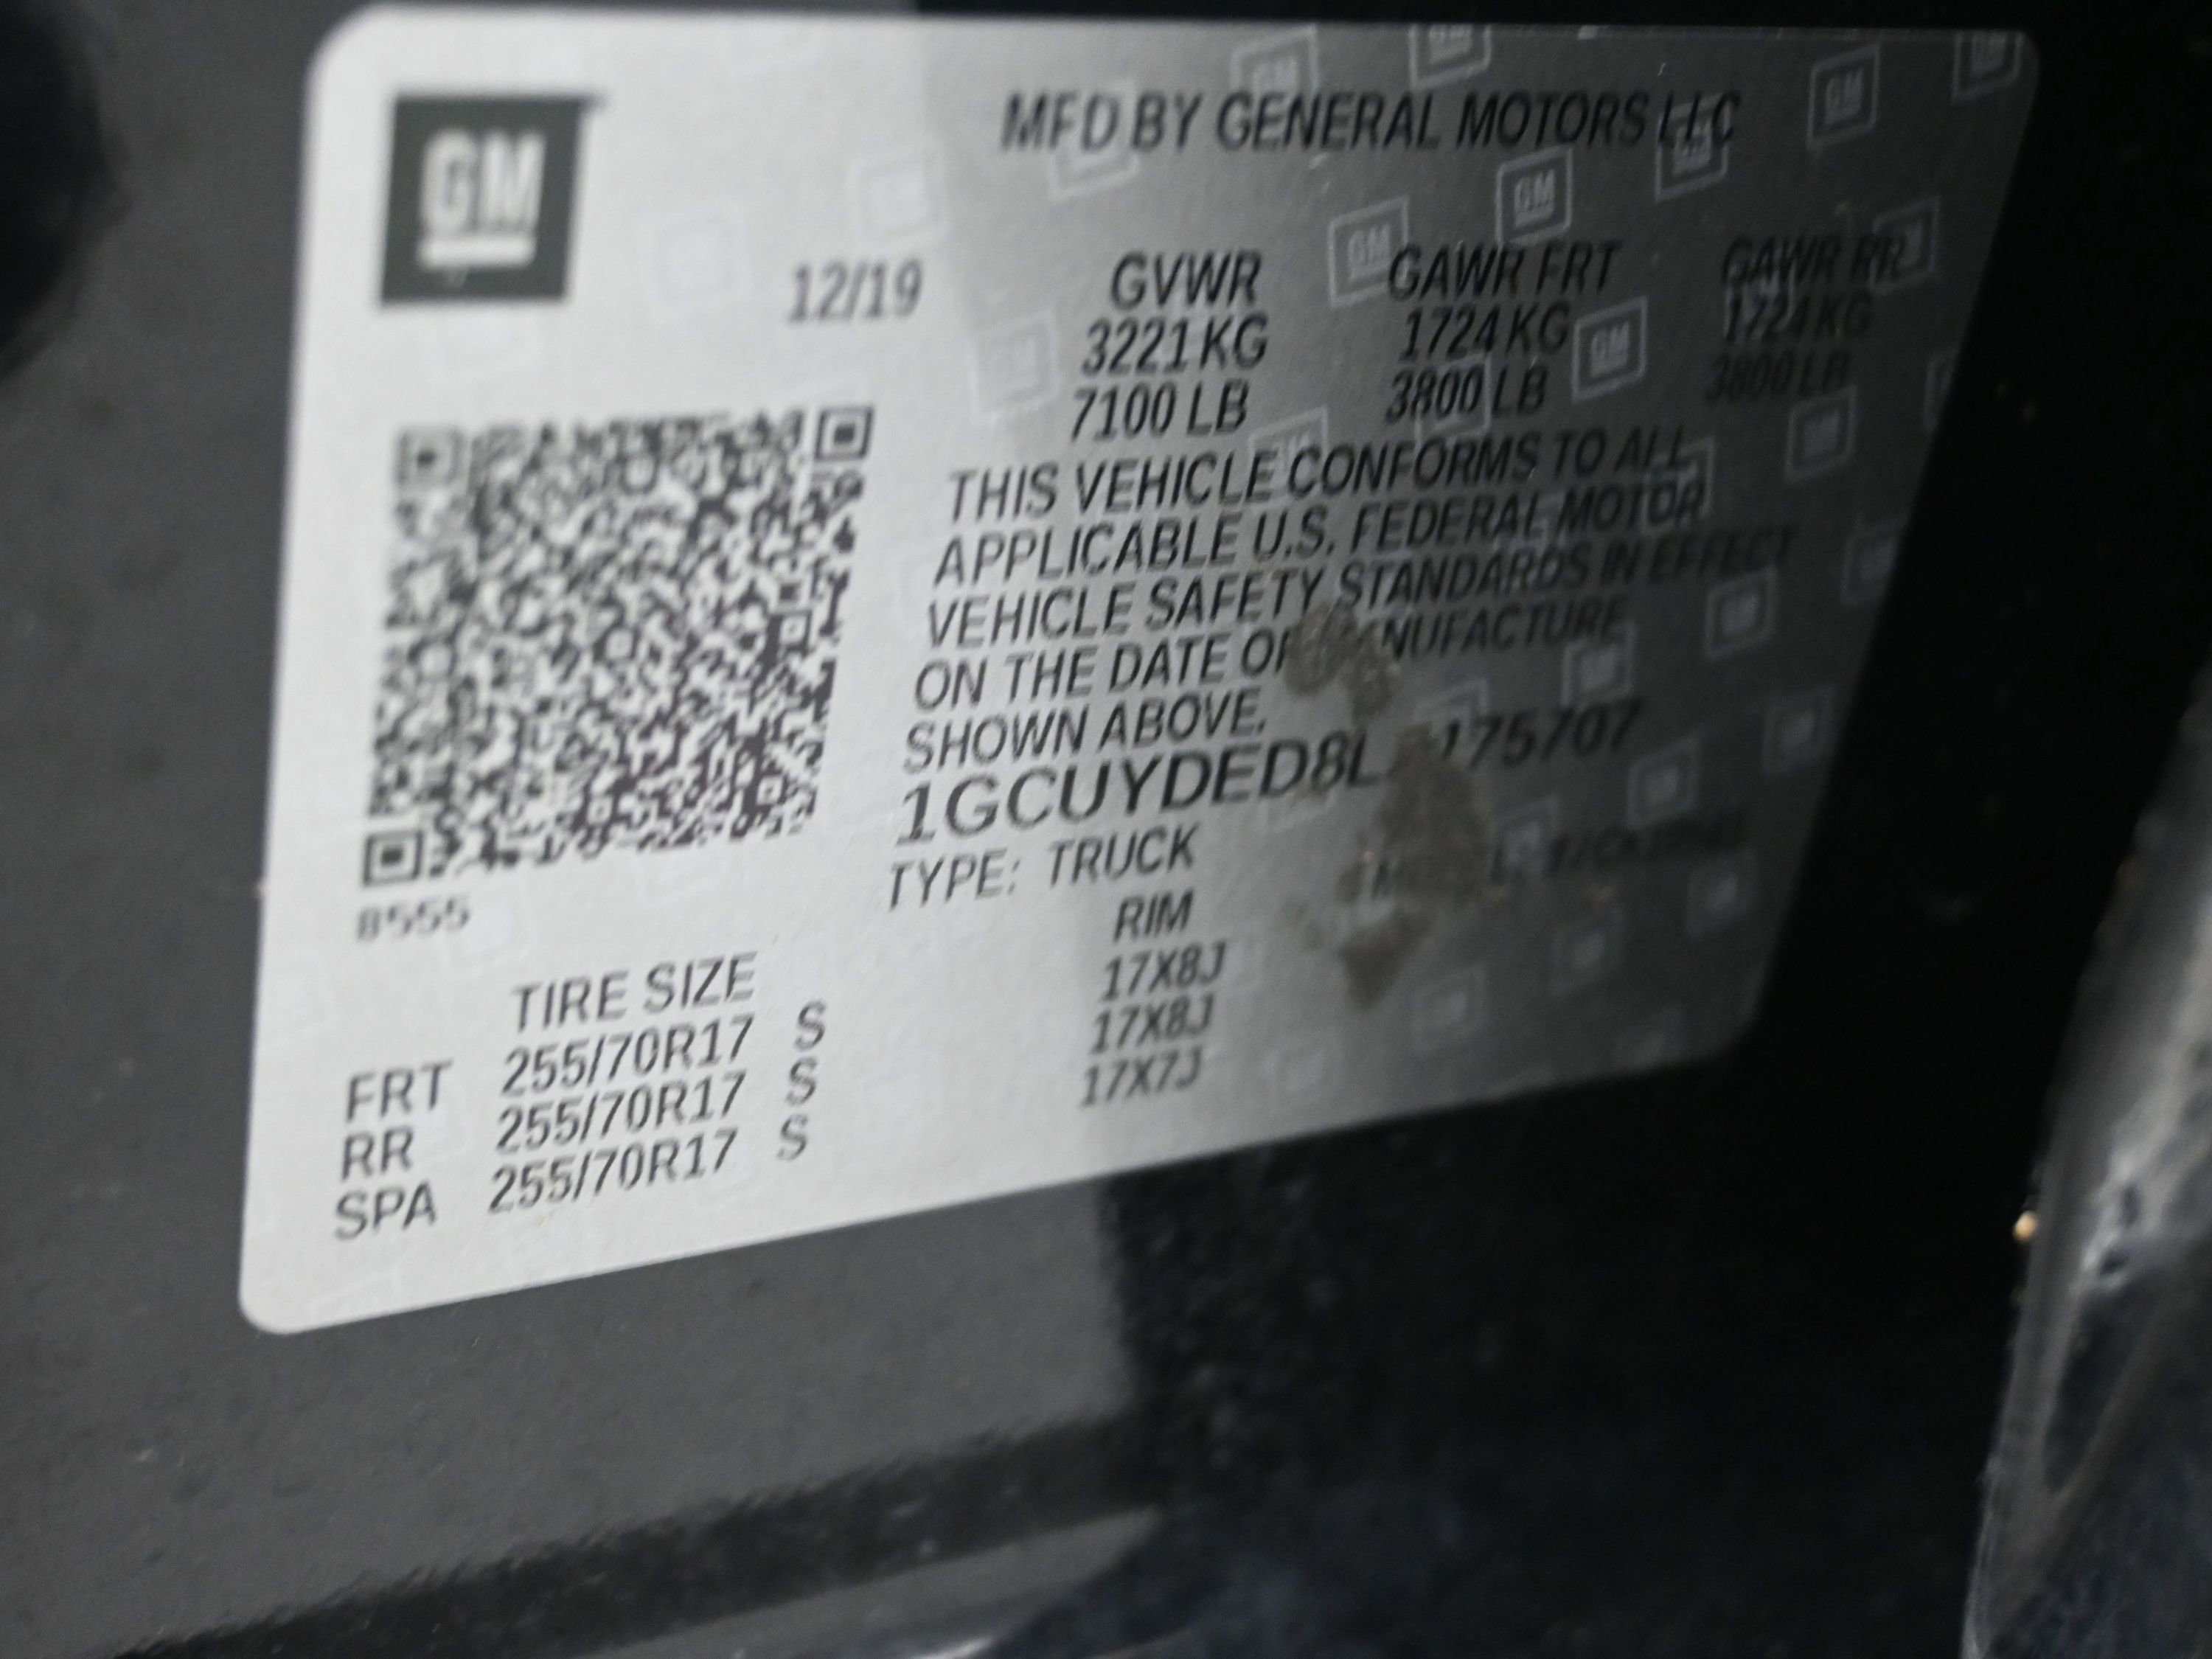 GM
MFD BY GENERAL MOTORS LLC
12/19
GVWR GAWR FRT GAWR RR
3221 KG 1724 KG 1724 KG
7100 LB 3800 LB 3800 LB
THIS VEHICLE CONFORMS TO ALL
APPLICABLE U.S. FEDERAL MOTOR
VEHICLE SAFETY STANDARDS IN EFFECT
ON THE DATE OF MANUFACTURE
SHOWN ABOVE.
TYPE: TRUCK
8555
TIRE SIZE RIM
FRT 255/70R17 S 17X8J
RR 255/70R17 S 17X8J
SPA 255/70R17 S 17X7J